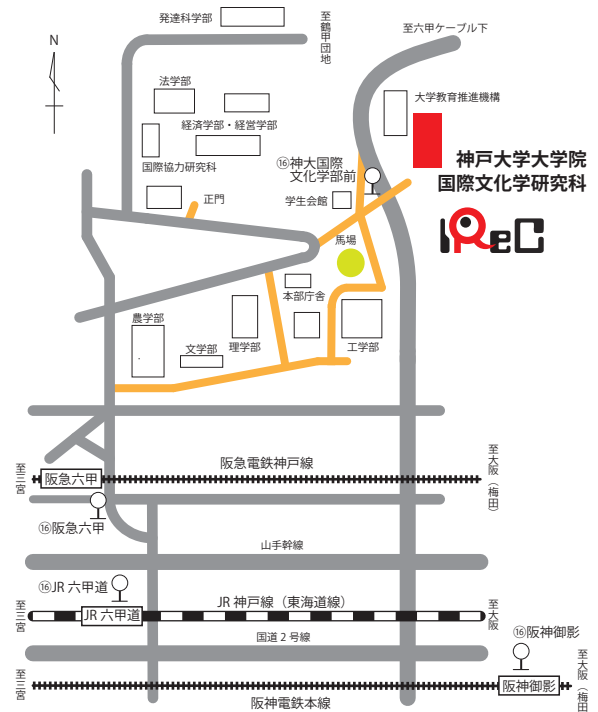 発達科学部
至鶴甲団地
至六甲ケーブル下
N
法学部
大学教育推進機構
経済学部・経営学部
神戸大学大学院
国際文化学研究科
⑯神大国際
文化学部前
国際協力研究科
正門
学生会館
IReC
馬場
本部庁舎
農学部
文学部
理学部
工学部
阪急電鉄神戸線
至三宮
阪急六甲
至大阪（梅田）
⑯阪急六甲
山手幹線
⑯JR 六甲道
JR 神戸線（東海道線）
至三宮
JR 六甲道
至大阪
国道 2 号線
⑯阪神御影
至三宮
阪神御影
至大阪（梅田
阪神電鉄本線